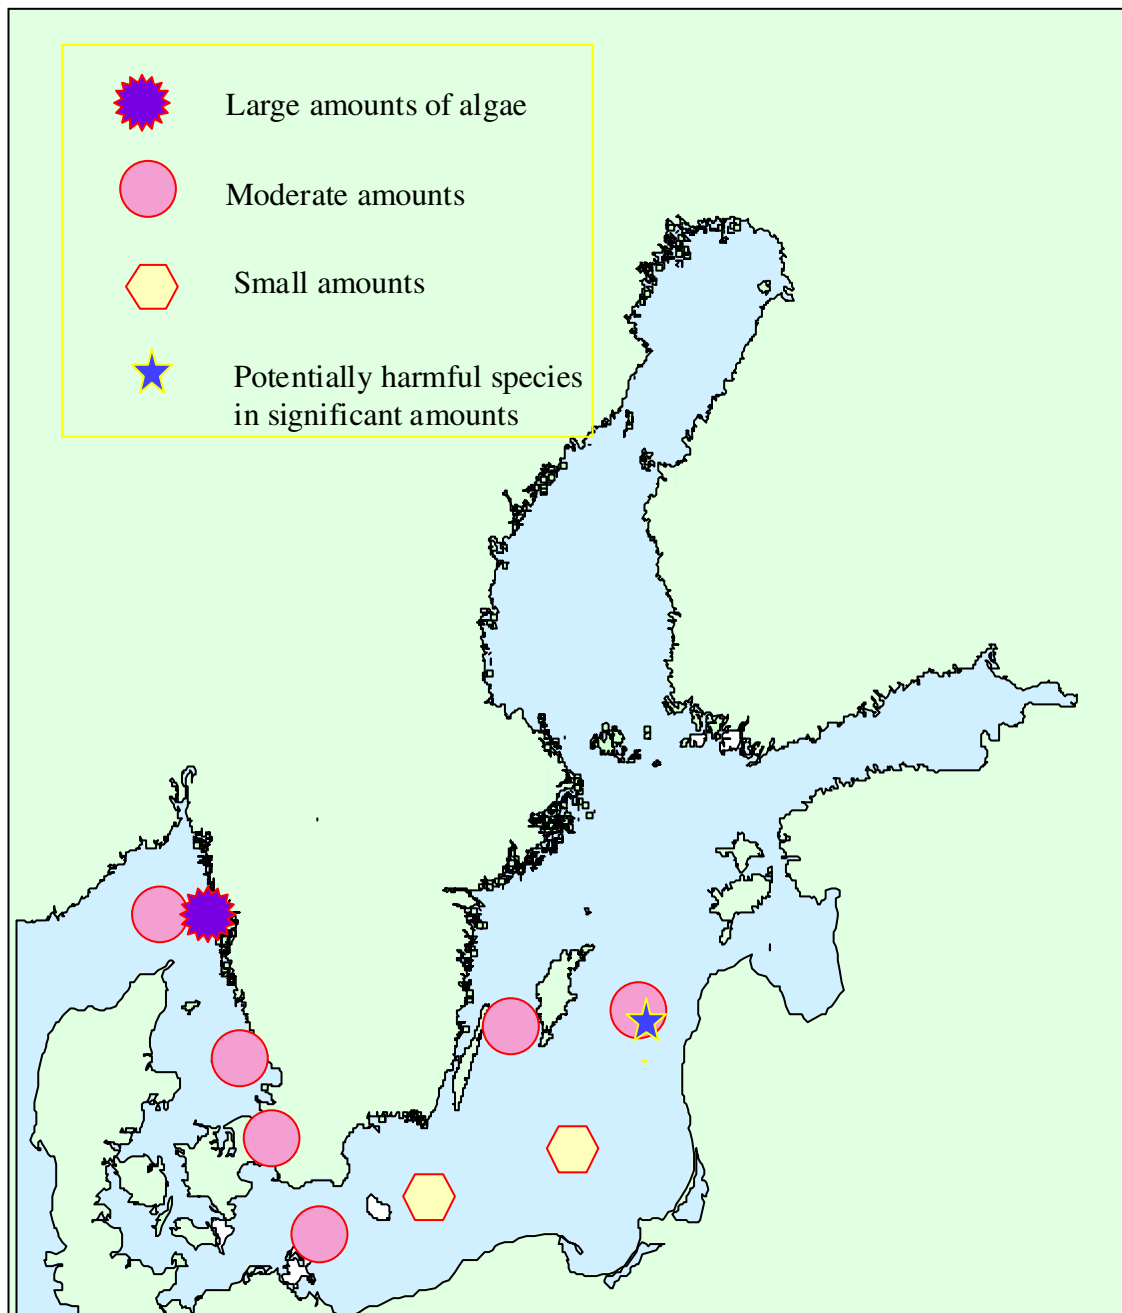 Large amounts of algae
Moderate amounts
Small amounts
Potentially harmful species
in significant amounts